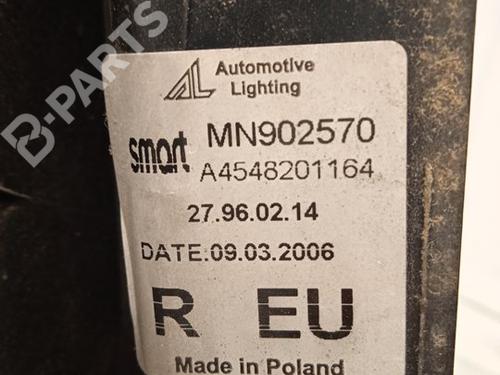 B-PARTS
AL Automotive
Lighting
smart MN902570
A4548201164
27.96.02.14
DATE:09.03.2006
R EU
Made in Poland